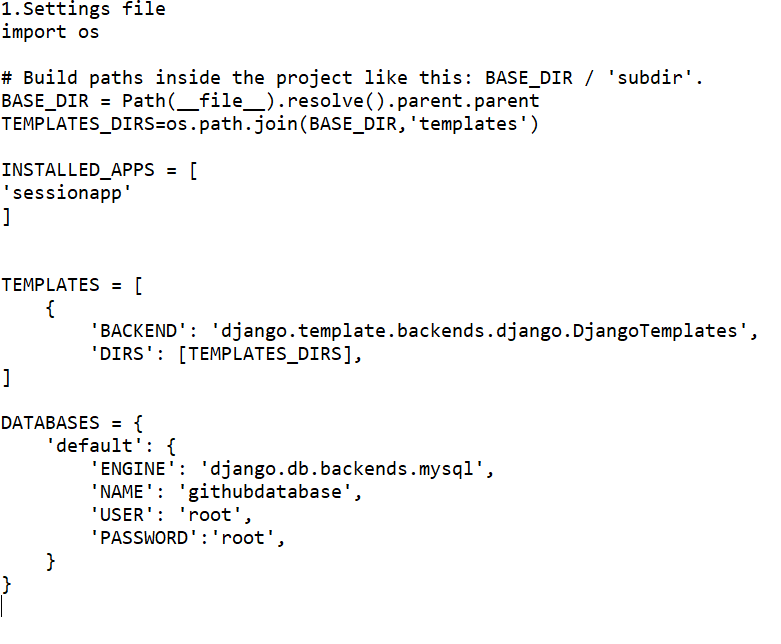 1.Settings file
import os
# Build paths inside the project like this: BASE_DIR / 'subdir'.
BASE_DIR = Path(__file__).resolve().parent.parent
TEMPLATES_DIRS=os.path.join(BASE_DIR,'templates')
INSTALLED_APPS = [
'sessionapp'
]
TEMPLATES = [
    {
        'BACKEND': 'django.template.backends.django.DjangoTemplates',
        'DIRS': [TEMPLATES_DIRS],
]
DATABASES = {
    'default': {
        'ENGINE': 'django.db.backends.mysql',
        'NAME': 'githubdatabase',
        'USER': 'root',
        'PASSWORD':'root',
    }
}